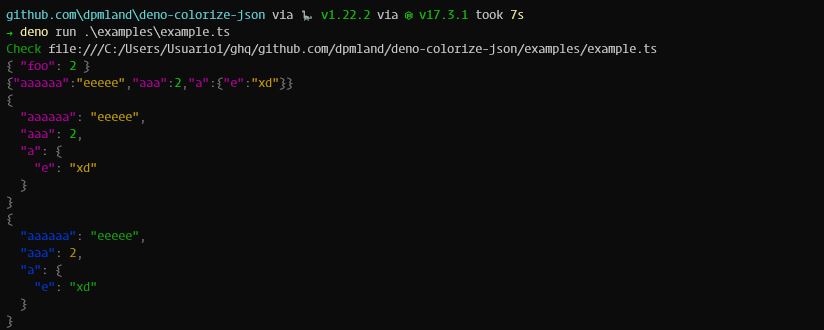 github.com\dpmland\deno-colorize-json via 🦕 v1.22.2 via v17.3.1 took 7s
→ deno run .\examples\example.ts
Check file:///C:/Users/Usuario1/ghq/github.com/dpmland/deno-colorize-json/examples/example.ts
{ "foo": 2 }
{"aaaaaa":"eeeee","aaa":2,"a":{"e":"xd"}}
{
  "aaaaaa": "eeeee",
  "aaa": 2,
  "a": {
    "e": "xd"
  }
}
{
  "aaaaaa": "eeeee",
  "aaa": 2,
  "a": {
    "e": "xd"
  }
}